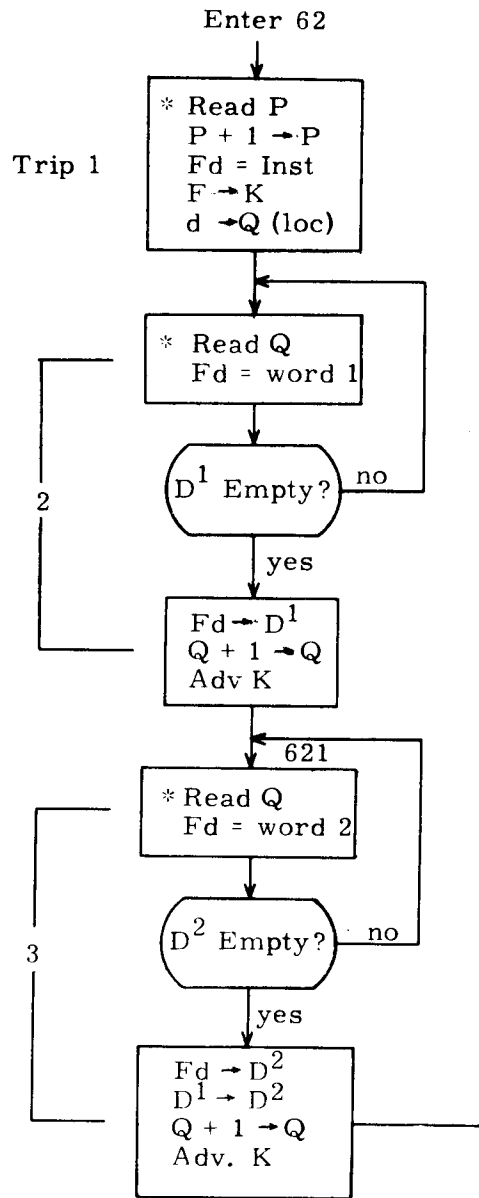 Enter 62
* Read P
P + 1 → P
Trip 1
Fd = Inst
F → K
d → Q (loc)
* Read Q
Fd = word 1
2
D¹ Empty?
no
yes
Fd → D¹
Q + 1 → Q
Adv K
621
* Read Q
Fd = word 2
3
D² Empty?
no
yes
Fd → D²
D¹ → D²
Q + 1 → Q
Adv. K